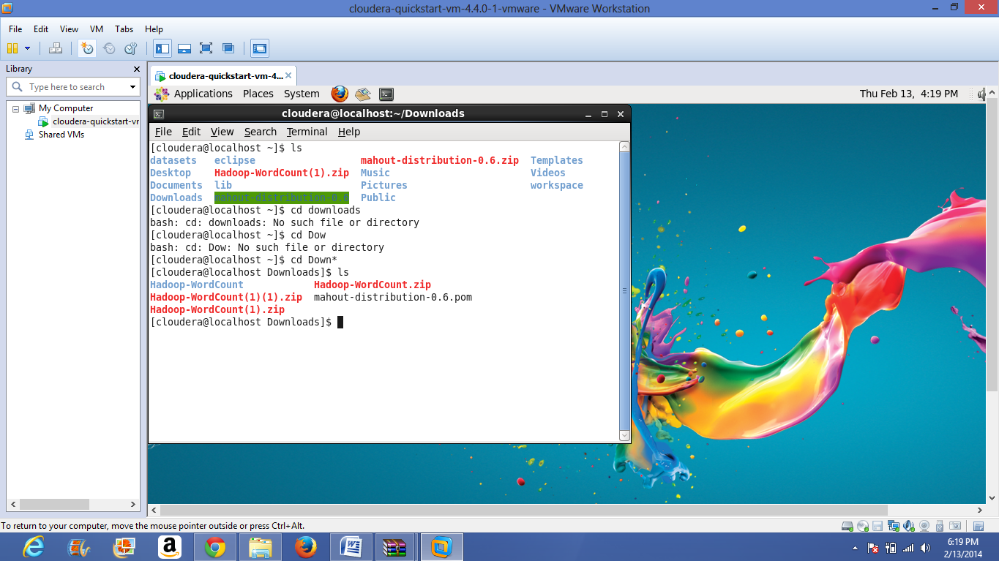 cloudera-quickstart-vm-4.4.0-1-vmware - VMware Workstation
File Edit View VM Tabs Help
Library
Type here to search
My Computer
cloudera-quickstart-vr
Shared VMs
cloudera-quickstart-vm-4...
Applications Places System Thu Feb 13, 4:19 PM
cloudera@localhost:~/Downloads
File Edit View Search Terminal Help
[cloudera@localhost ~]$ ls
datasets eclipse mahout-distribution-0.6.zip Templates
Desktop Hadoop-WordCount(1).zip Music Videos
Documents lib Pictures workspace
Downloads mahout-distribution-0.6 Public
[cloudera@localhost ~]$ cd downloads
bash: cd: downloads: No such file or directory
[cloudera@localhost ~]$ cd Dow
bash: cd: Dow: No such file or directory
[cloudera@localhost ~]$ cd Down*
[cloudera@localhost Downloads]$ ls
Hadoop-WordCount Hadoop-WordCount.zip
Hadoop-WordCount(1)(1).zip mahout-distribution-0.6.pom
Hadoop-WordCount(1).zip
[cloudera@localhost Downloads]$
To return to your computer, move the mouse pointer outside or press Ctrl+Alt.
6:19 PM
2/13/2014